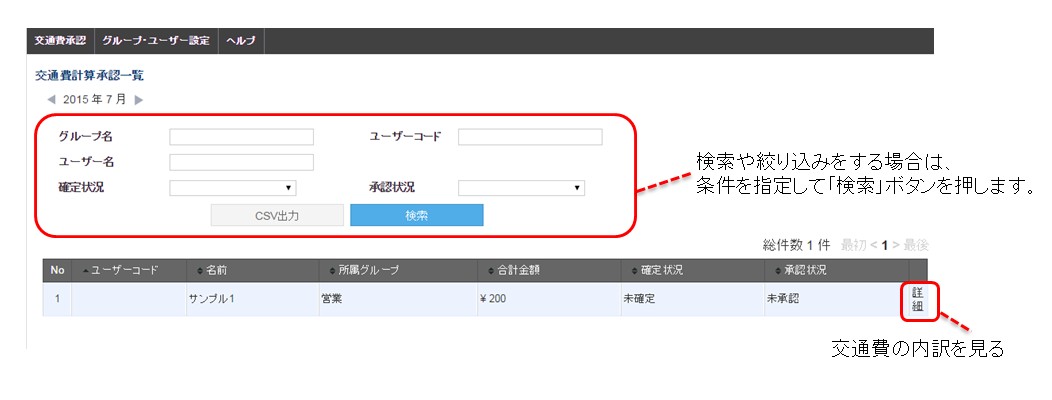 交通費承認 グループ・ユーザー設定 ヘルプ
交通費計算承認一覧
2015 年 7 月
グループ名 ユーザーコード
ユーザー名
確定状況 承認状況
CSV出力 検索
検索や絞り込みをする場合は、
条件を指定して「検索」ボタンを押します。
総件数 1 件 最初 < 1 > 最後
No ユーザーコード 名前 所属グループ 合計金額 確定状況 承認状況
1 サンプル1 営業 ¥ 200 未確定 未承認 詳細
交通費の内訳を見る